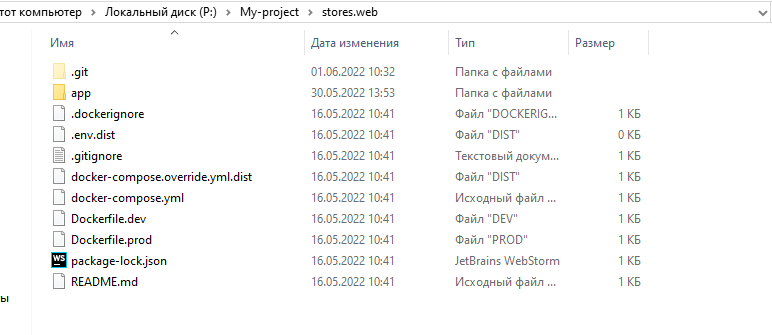 тот компьютер > Локальный диск (P:) > My-project > stores.web
Имя Дата изменения Тип Размер
.git 01.06.2022 10:32 Папка с файлами
app 30.05.2022 13:53 Папка с файлами
.dockerignore 16.05.2022 10:41 Файл "DOCKERIG... 1 КБ
.env.dist 16.05.2022 10:41 Файл "DIST" 0 КБ
.gitignore 16.05.2022 10:41 Текстовый докум... 1 КБ
docker-compose.override.yml.dist 16.05.2022 10:41 Файл "DIST" 1 КБ
docker-compose.yml 16.05.2022 10:41 Исходный файл ... 1 КБ
Dockerfile.dev 16.05.2022 10:41 Файл "DEV" 1 КБ
Dockerfile.prod 16.05.2022 10:41 Файл "PROD" 1 КБ
WS package-lock.json 16.05.2022 10:41 JetBrains WebStorm 1 КБ
README.md 16.05.2022 10:41 Исходный файл ... 1 КБ
ы